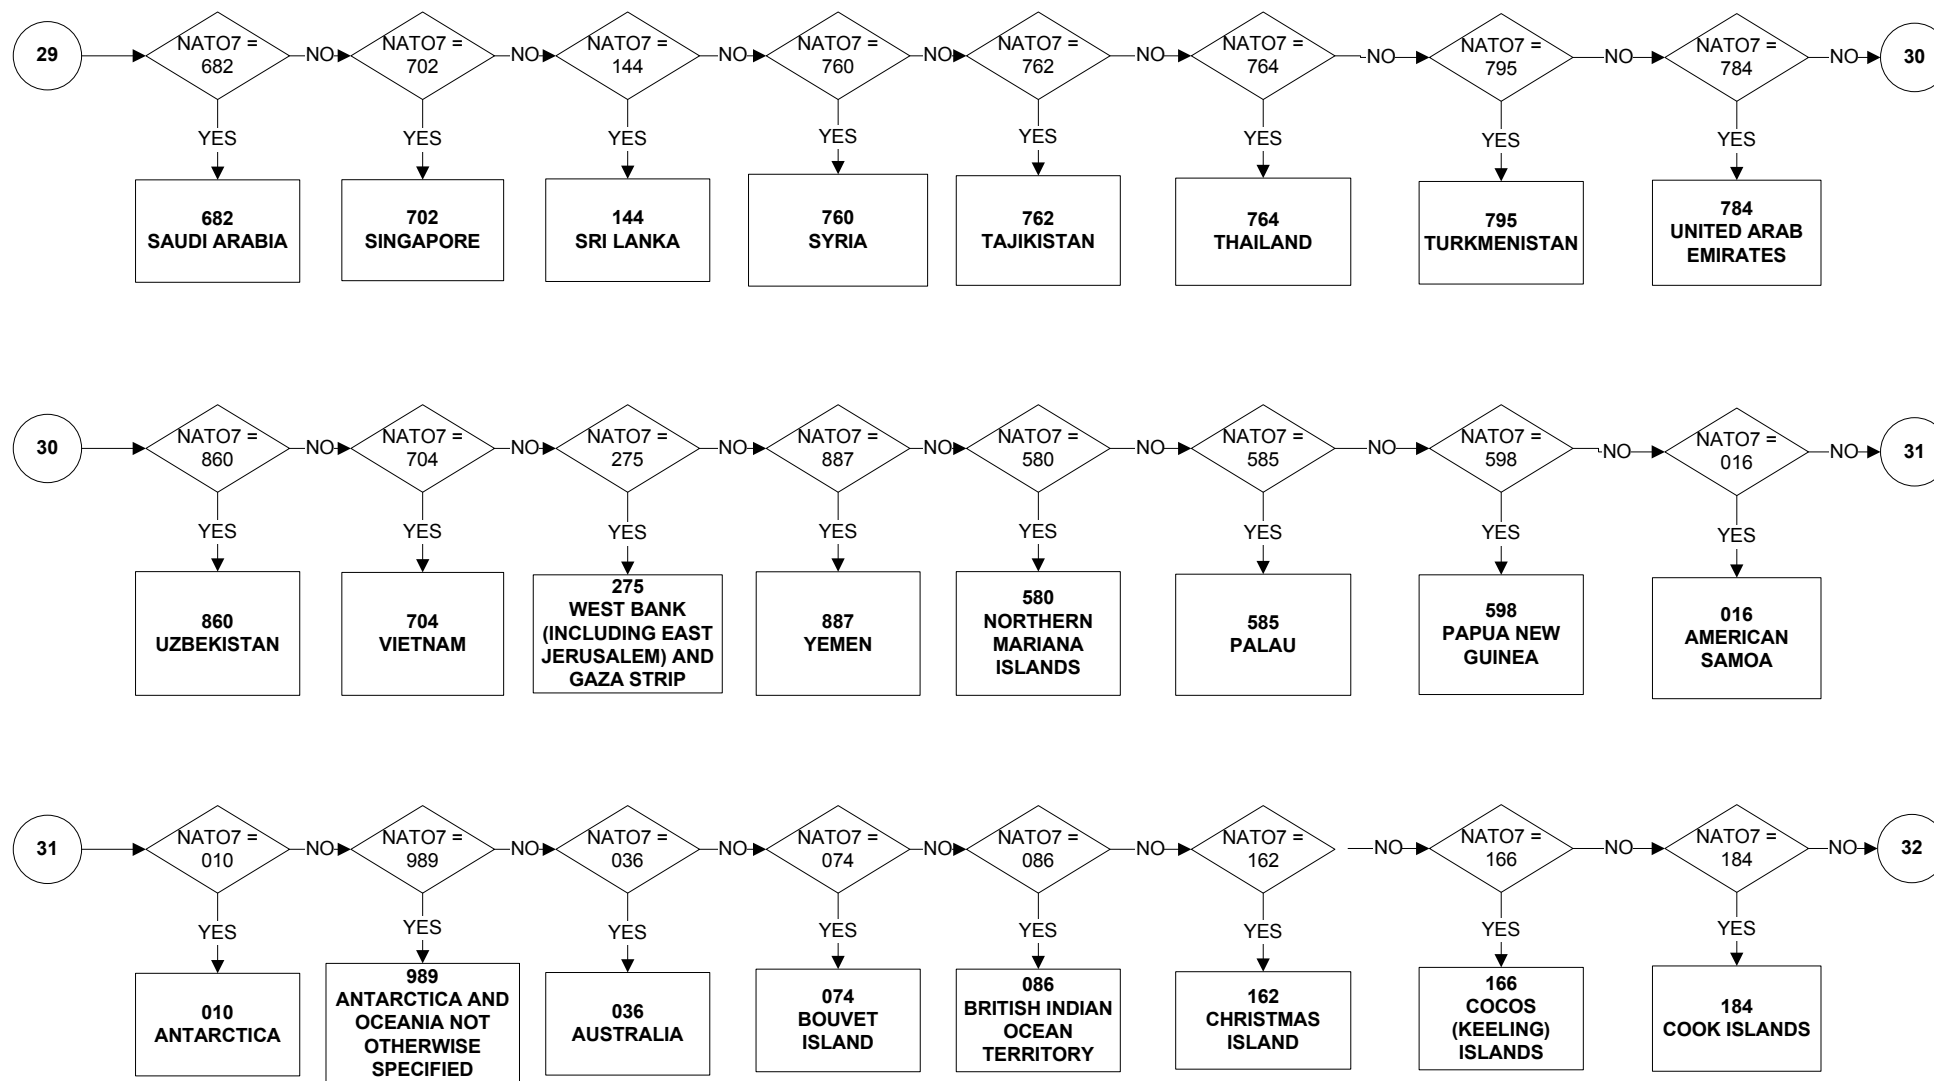 29
NATO7 =
682
NO
NATO7 =
702
NO
NATO7 =
144
NO
NATO7 =
760
NO
NATO7 =
762
NO
NATO7 =
764
NO
NATO7 =
795
NO
NATO7 =
784
NO
30
YES
YES
YES
YES
YES
YES
YES
YES
682
SAUDI ARABIA
702
SINGAPORE
144
SRI LANKA
760
SYRIA
762
TAJIKISTAN
764
THAILAND
795
TURKMENISTAN
784
UNITED ARAB
EMIRATES
30
NATO7 =
860
NO
NATO7 =
704
NO
NATO7 =
275
NO
NATO7 =
887
NO
NATO7 =
580
NO
NATO7 =
585
NO
NATO7 =
598
NO
NATO7 =
016
NO
31
YES
YES
YES
YES
YES
YES
YES
YES
860
UZBEKISTAN
704
VIETNAM
275
WEST BANK
(INCLUDING EAST
JERUSALEM) AND
GAZA STRIP
887
YEMEN
580
NORTHERN
MARIANA
ISLANDS
585
PALAU
598
PAPUA NEW
GUINEA
016
AMERICAN
SAMOA
31
NATO7 =
010
NO
NATO7 =
989
NO
NATO7 =
036
NO
NATO7 =
074
NO
NATO7 =
086
NO
NATO7 =
162
NO
NATO7 =
166
NO
NATO7 =
184
NO
32
YES
YES
YES
YES
YES
YES
YES
YES
010
ANTARCTICA
989
ANTARCTICA AND
OCEANIA NOT
OTHERWISE
SPECIFIED
036
AUSTRALIA
074
BOUVET
ISLAND
086
BRITISH INDIAN
OCEAN
TERRITORY
162
CHRISTMAS
ISLAND
166
COCOS
(KEELING)
ISLANDS
184
COOK ISLANDS